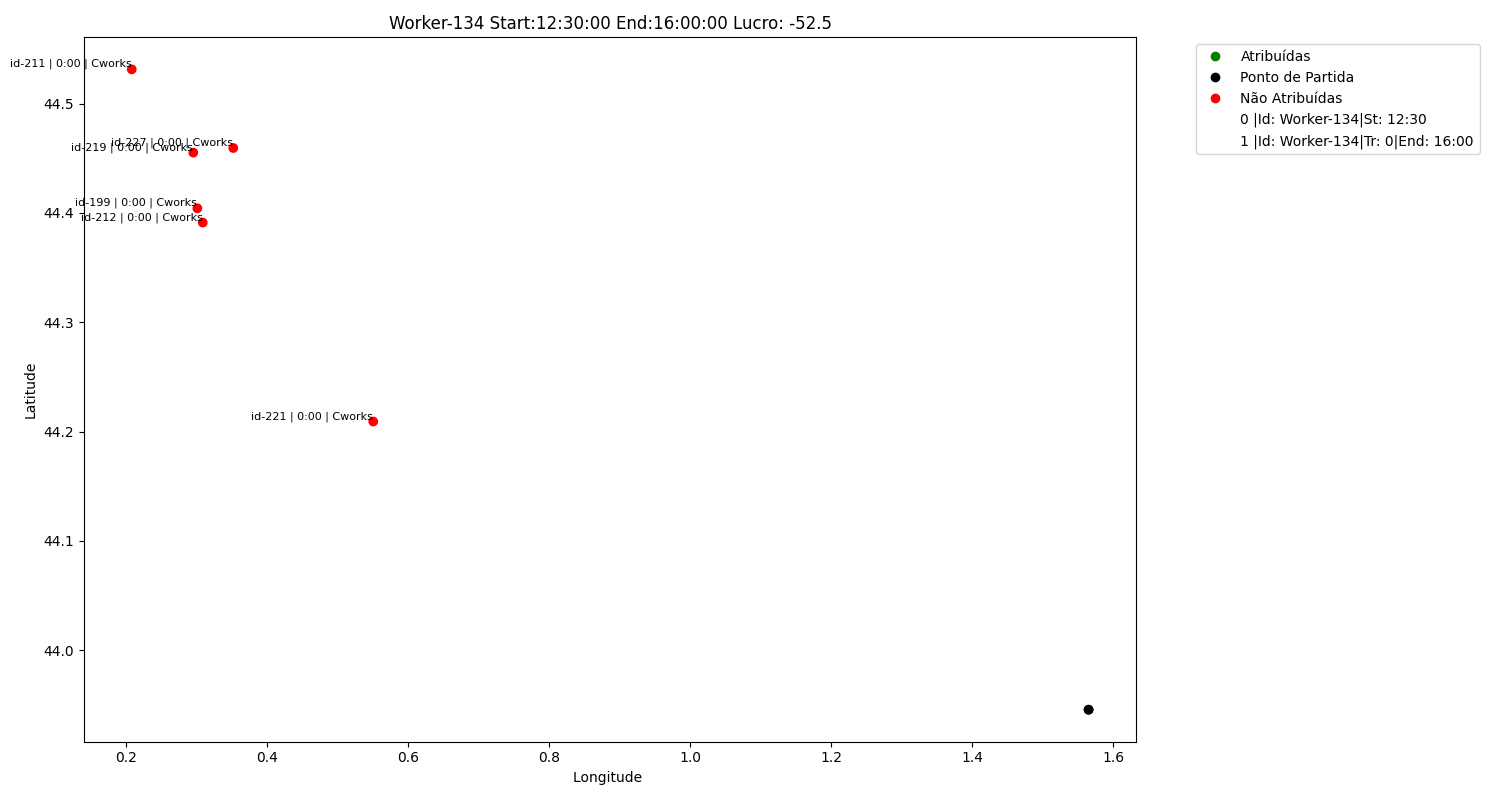 Worker-134 Start:12:30:00 End:16:00:00 Lucro: -52.5
Atribuídas
Ponto de Partida
Não Atribuídas
0 |Id: Worker-134|St: 12:30
1 |Id: Worker-134|Tr: 0|End: 16:00
id-211 | 0:00 | Cworks
id-227 | 0:00 | Cworks
id-219 | 0:00 | Cworks
id-199 | 0:00 | Cworks
id-212 | 0:00 | Cworks
id-221 | 0:00 | Cworks
Latitude
44.5
44.4
44.3
44.2
44.1
44.0
0.2 0.4 0.6 0.8 1.0 1.2 1.4 1.6
Longitude